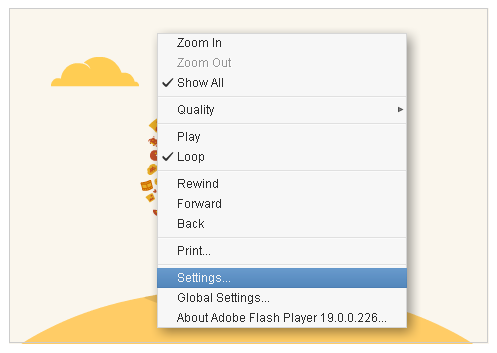 Zoom In
Zoom Out
Show All
Quality
Play
Loop
Rewind
Forward
Back
Print...
Settings...
Global Settings...
About Adobe Flash Player 19.0.0.226...